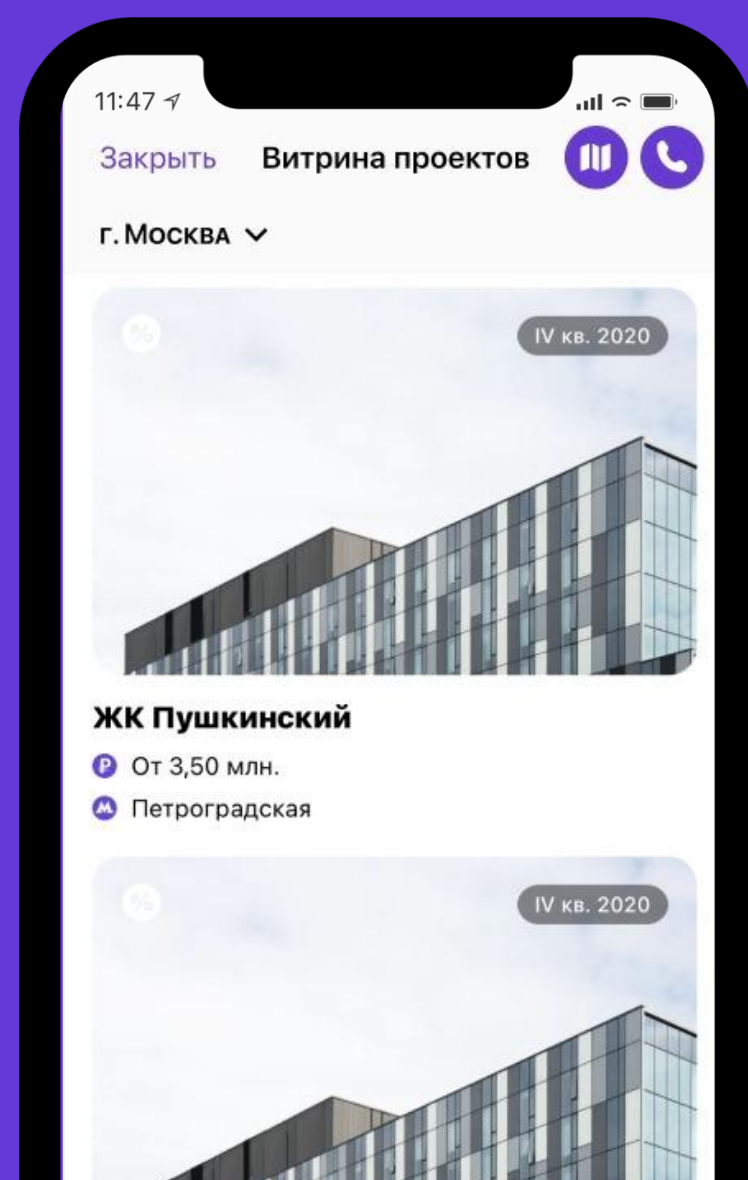 11:47
Закрыть Витрина проектов
г. Москва
%
IV кв. 2020
ЖК Пушкинский
От 3,50 млн.
Петроградская
%
IV кв. 2020